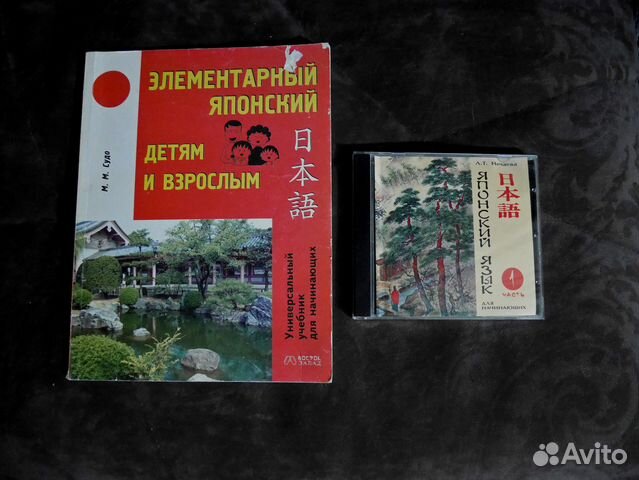 ЭЛЕМЕНТАРНЫЙ
ЯПОНСКИЙ
ДЕТЯМ
И ВЗРОСЛЫМ
日本語
М. М. Судо
Универсальный
учебник
для начинающих
ВОСТОК
ЗАПАД
Л.Т. Нечаева
ЯПОНСКИЙ ЯЗЫК
日本語
1
часть
ДЛЯ
НАЧИНАЮЩИХ
Avito